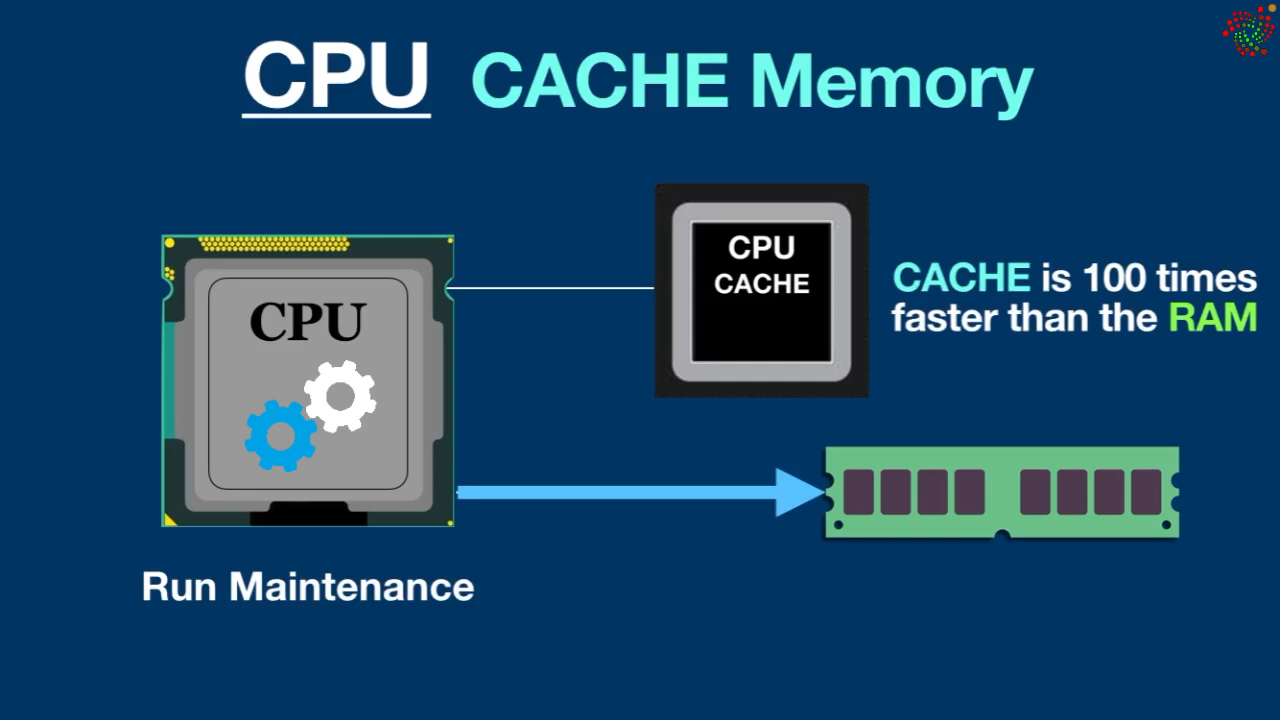 CPU CACHE Memory
CPU
CPU
CACHE
CACHE is 100 times
faster than the RAM
Run Maintenance